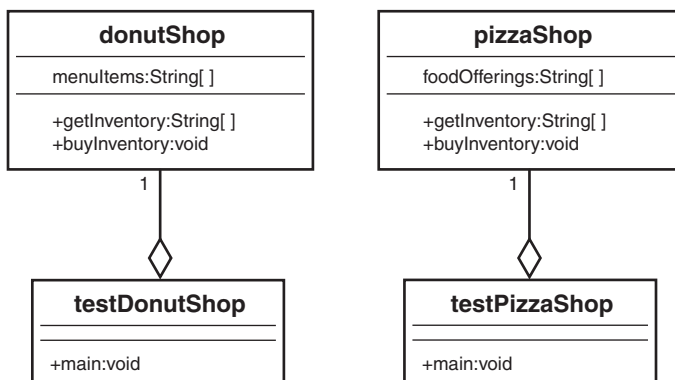 donutShop
menuItems:String[ ]
+getInventory:String[ ]
+buyInventory:void
1
testDonutShop
+main:void
pizzaShop
foodOfferings:String[ ]
+getInventory:String[ ]
+buyInventory:void
1
testPizzaShop
+main:void